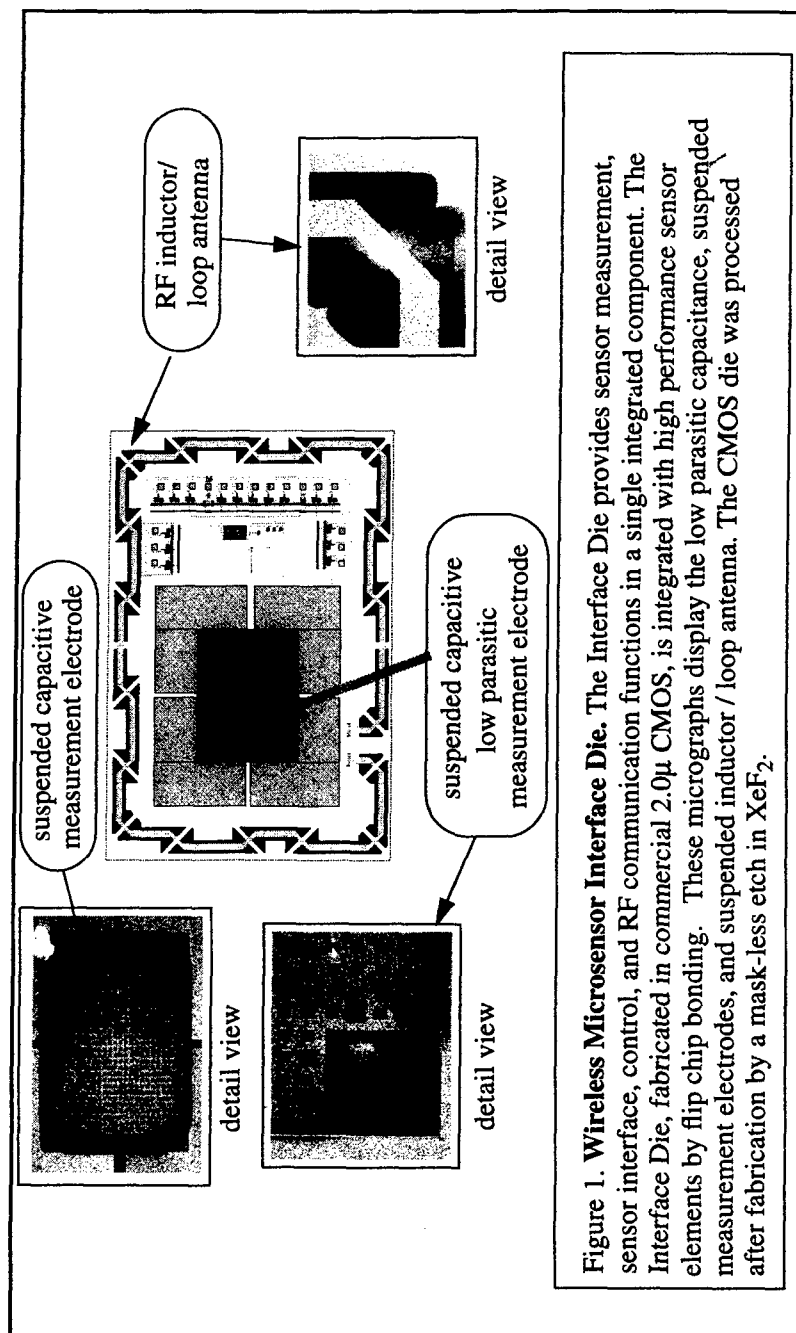 suspended capacitive
measurement electrode
RF inductor/
loop antenna
detail view
detail view
suspended capacitive
low parasitic
measurement electrode
detail view
Figure 1. Wireless Microsensor Interface Die. The Interface Die provides sensor measurement,
sensor interface, control, and RF communication functions in a single integrated component. The
Interface Die, fabricated in commercial 2.0μ CMOS, is integrated with high performance sensor
elements by flip chip bonding. These micrographs display the low parasitic capacitance, suspended
measurement electrodes, and suspended inductor / loop antenna. The CMOS die was processed
after fabrication by a mask-less etch in XeF₂.